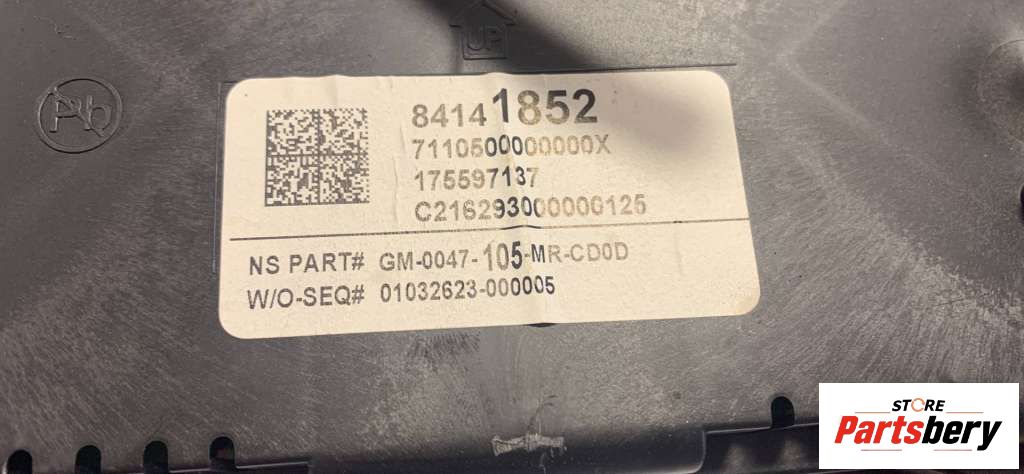 UP
Pb
84141852
7110500000000X
175597137
C216293000000125
NS PART# GM-0047-105-MR-CD0D
W/O-SEQ# 01032623-000005
STORE
Partsbery